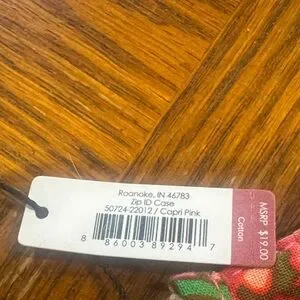 Roanoke, IN 46783
Zip ID Case
50724-22012 / Capri Pink
8 86003 89294 7
MSRP $19.00
Cotton